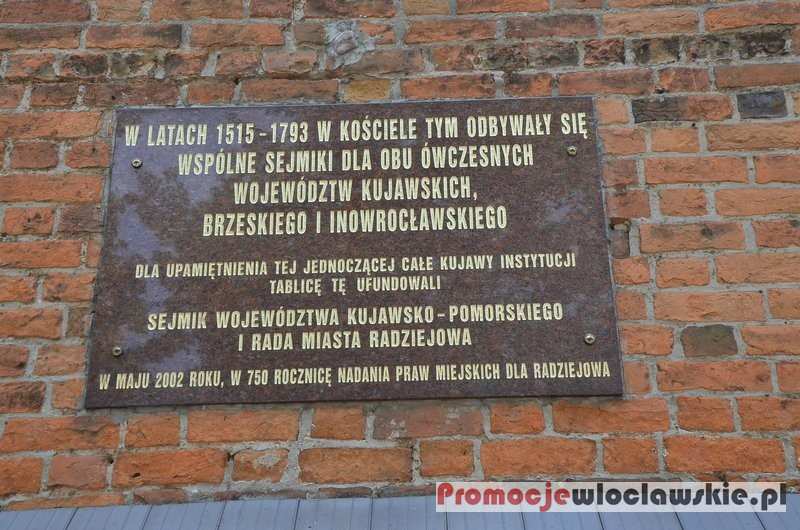 W LATACH 1515-1793 W KOŚCIELE TYM ODBYWAŁY SIĘ
WSPÓLNE SEJMIKI DLA OBU ÓWCZESNYCH
WOJEWÓDZTW KUJAWSKICH,
BRZESKIEGO I INOWROCŁAWSKIEGO
DLA UPAMIĘTNIENIA TEJ JEDNOCZĄCEJ CAŁE KUJAWY INSTYTUCJI
TABLICĘ TĘ UFUNDOWALI
SEJMIK WOJEWÓDZTWA KUJAWSKO-POMORSKIEGO
I RADA MIASTA RADZIEJOWA
W MAJU 2002 ROKU, W 750 ROCZNICĘ NADANIA PRAW MIEJSKICH DLA RADZIEJOWA
Promocjewloclawskie.pl